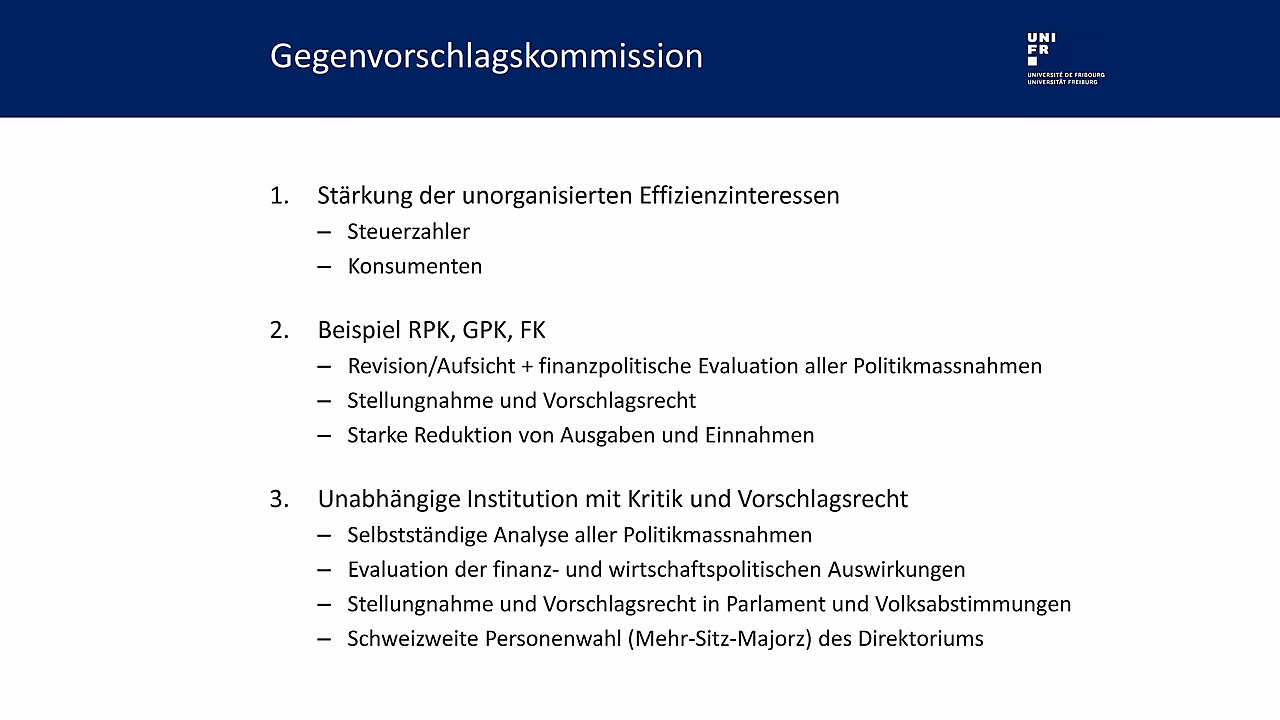 Gegenvorschlagskommission
UNI
FR
UNIVERSITÉ DE FRIBOURG
UNIVERSITÄT FREIBURG
1. Stärkung der unorganisierten Effizienzinteressen
– Steuerzahler
– Konsumenten
2. Beispiel RPK, GPK, FK
– Revision/Aufsicht + finanzpolitische Evaluation aller Politikmassnahmen
– Stellungnahme und Vorschlagsrecht
– Starke Reduktion von Ausgaben und Einnahmen
3. Unabhängige Institution mit Kritik und Vorschlagsrecht
– Selbstständige Analyse aller Politikmassnahmen
– Evaluation der finanz- und wirtschaftspolitischen Auswirkungen
– Stellungnahme und Vorschlagsrecht in Parlament und Volksabstimmungen
– Schweizweite Personenwahl (Mehr-Sitz-Majorz) des Direktoriums